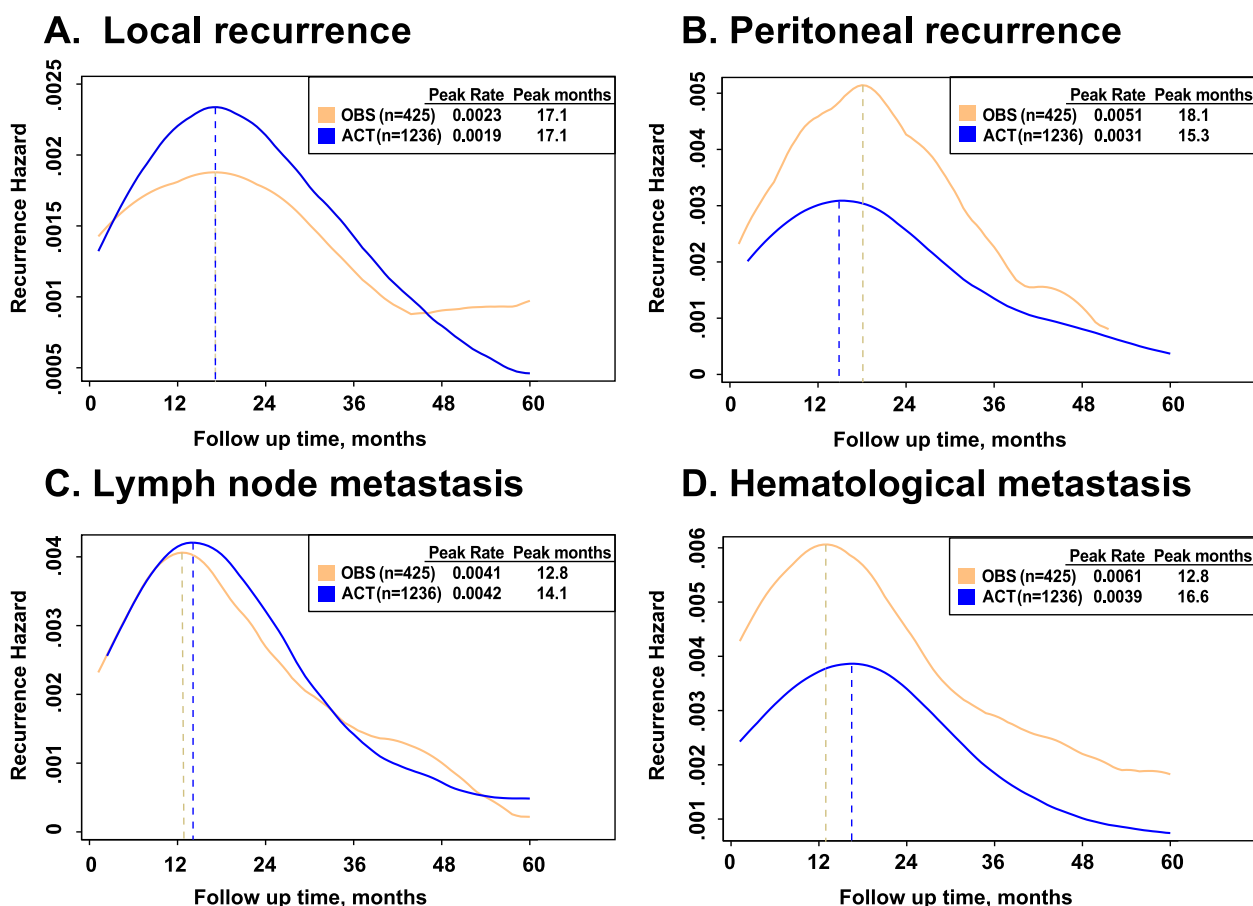 A. Local recurrence
Peak Rate Peak months
OBS (n=425) 0.0023 17.1
ACT(n=1236) 0.0019 17.1
Recurrence Hazard
.0025
.002
.0015
.001
.0005
0 12 24 36 48 60
Follow up time, months
B. Peritoneal recurrence
Peak Rate Peak months
OBS (n=425) 0.0051 18.1
ACT(n=1236) 0.0031 15.3
Recurrence Hazard
.005
.004
.003
.002
.001
0
0 12 24 36 48 60
Follow up time, months
C. Lymph node metastasis
Peak Rate Peak months
OBS (n=425) 0.0041 12.8
ACT(n=1236) 0.0042 14.1
Recurrence Hazard
.004
.003
.002
.001
0
0 12 24 36 48 60
Follow up time, months
D. Hematological metastasis
Peak Rate Peak months
OBS (n=425) 0.0061 12.8
ACT(n=1236) 0.0039 16.6
Recurrence Hazard
.006
.005
.004
.003
.002
.001
0 12 24 36 48 60
Follow up time, months